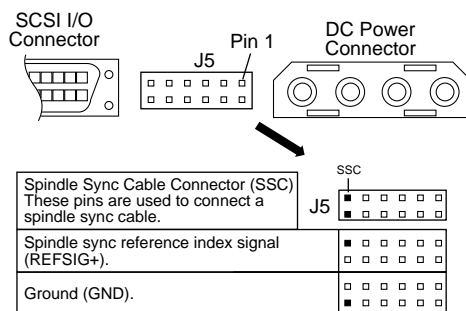 SCSI I/O
Connector
J5
Pin 1
DC Power
Connector
SSC
Spindle Sync Cable Connector (SSC)
These pins are used to connect a
spindle sync cable.
J5
Spindle sync reference index signal
(REFSIG+).
Ground (GND).